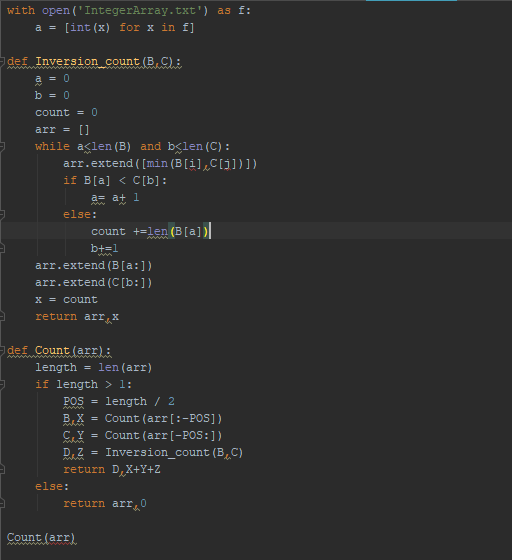 with open('IntegerArray.txt') as f:
    a = [int(x) for x in f]

def Inversion_count(B,C):
    a = 0
    b = 0
    count = 0
    arr = []
    while a<len(B) and b<len(C):
        arr.extend([min(B[i],C[j])])
        if B[a] < C[b]:
            a= a+ 1
        else:
            count +=len(B[a])
            b+=1
    arr.extend(B[a:])
    arr.extend(C[b:])
    x = count
    return arr,x

def Count(arr):
    length = len(arr)
    if length > 1:
        POS = length / 2
        B,X = Count(arr[:-POS])
        C,Y = Count(arr[-POS:])
        D,Z = Inversion_count(B,C)
        return D,X+Y+Z
    else:
        return arr,0

Count(arr)